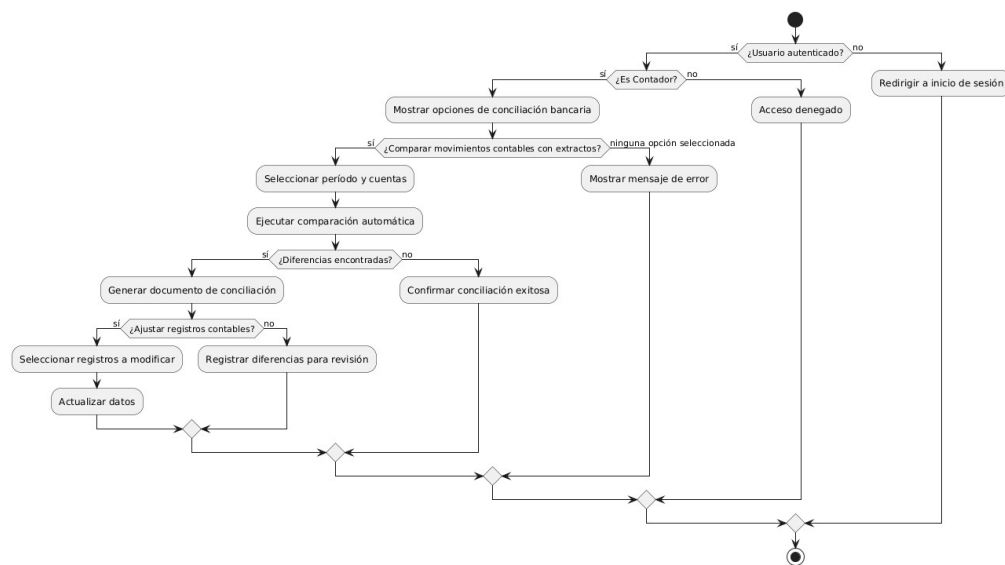 sí
¿Usuario autenticado?
no
sí
¿Es Contador?
no
Redirigir a inicio de sesión
Mostrar opciones de conciliación bancaria
Acceso denegado
sí
¿Comparar movimientos contables con extractos?
ninguna opción seleccionada
Seleccionar período y cuentas
Mostrar mensaje de error
Ejecutar comparación automática
sí
¿Diferencias encontradas?
no
Generar documento de conciliación
Confirmar conciliación exitosa
sí
¿Ajustar registros contables?
no
Seleccionar registros a modificar
Registrar diferencias para revisión
Actualizar datos